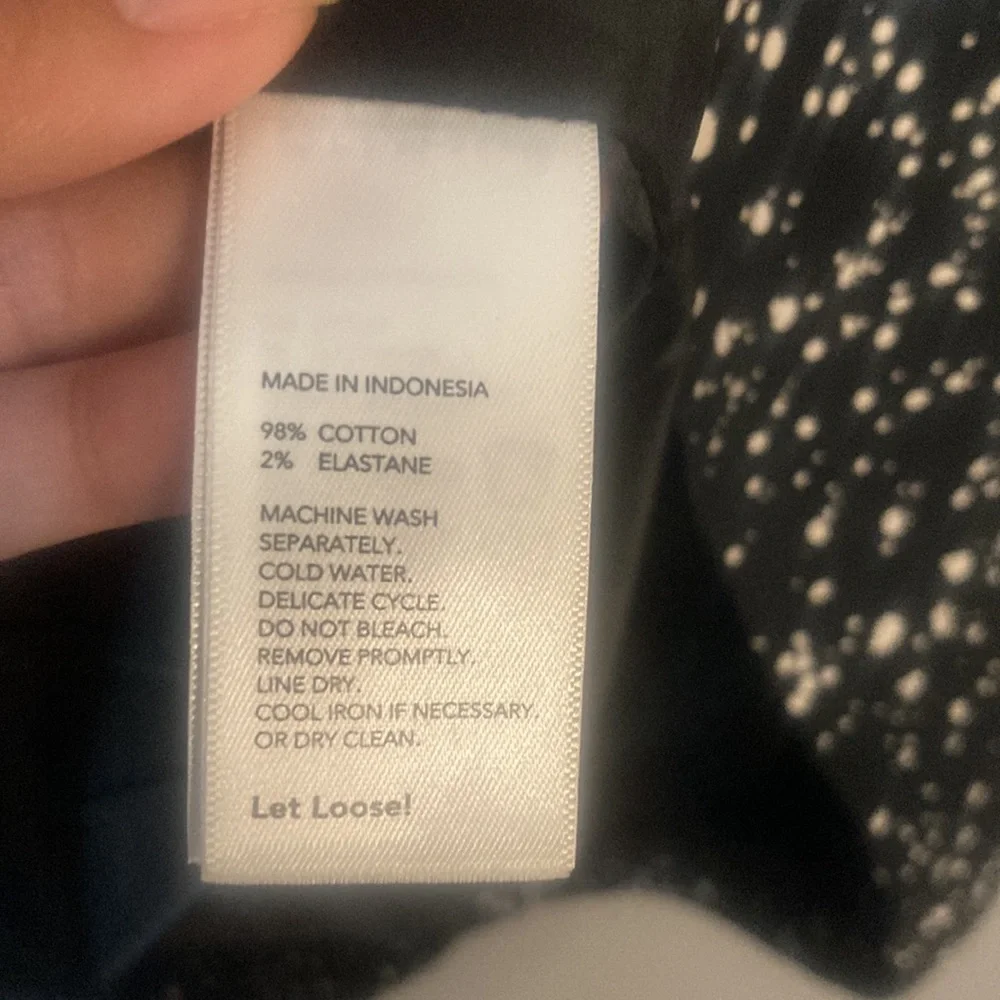 MADE IN INDONESIA
98% COTTON
2% ELASTANE
MACHINE WASH
SEPARATELY.
COLD WATER.
DELICATE CYCLE.
DO NOT BLEACH.
REMOVE PROMPTLY.
LINE DRY.
COOL IRON IF NECESSARY.
OR DRY CLEAN.
Let Loose!